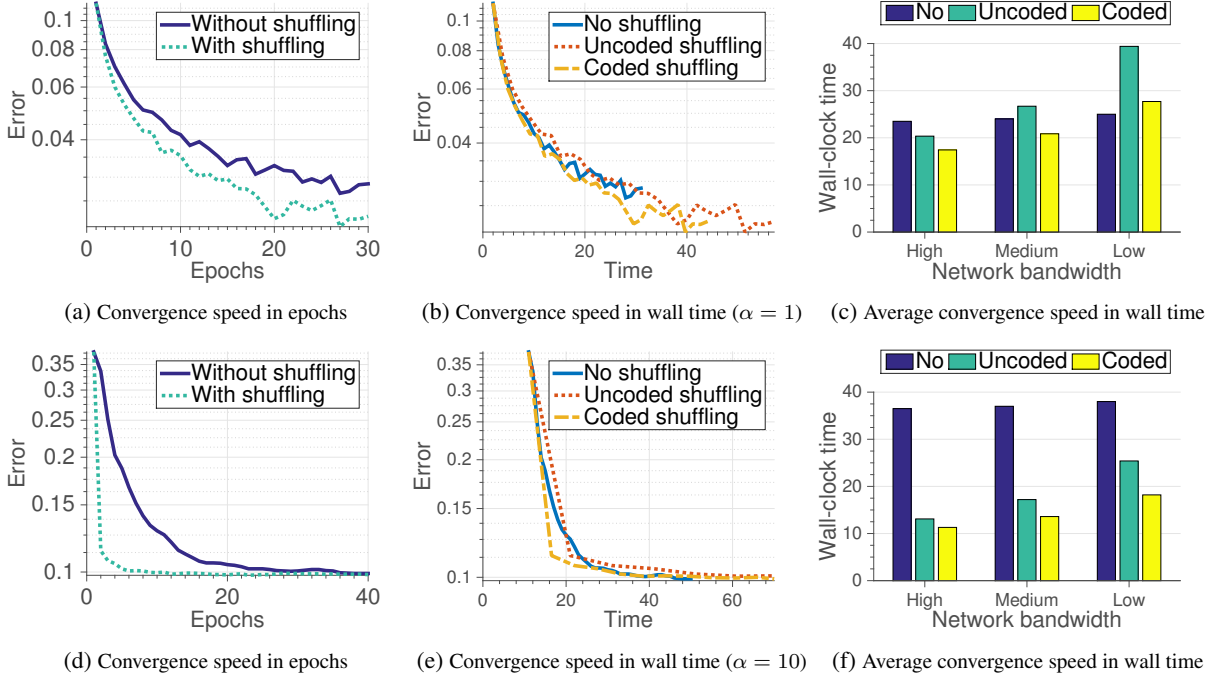 Without shuffling
With shuffling
0.1
0.08
0.06
0.04
Error
0 10 20 30
Epochs
(a) Convergence speed in epochs
No shuffling
Uncoded shuffling
Coded shuffling
0.1
0.08
0.06
0.04
Error
0 20 40
Time
(b) Convergence speed in wall time (α = 1)
No Uncoded Coded
40
30
20
10
0
Wall-clock time
High Medium Low
Network bandwidth
(c) Average convergence speed in wall time
Without shuffling
With shuffling
0.35
0.3
0.25
0.2
0.15
0.1
Error
0 20 40
Epochs
(d) Convergence speed in epochs
No shuffling
Uncoded shuffling
Coded shuffling
0.35
0.3
0.25
0.2
0.15
0.1
Error
0 20 40 60
Time
(e) Convergence speed in wall time (α = 10)
No Uncoded Coded
40
30
20
10
0
Wall-clock time
High Medium Low
Network bandwidth
(f) Average convergence speed in wall time